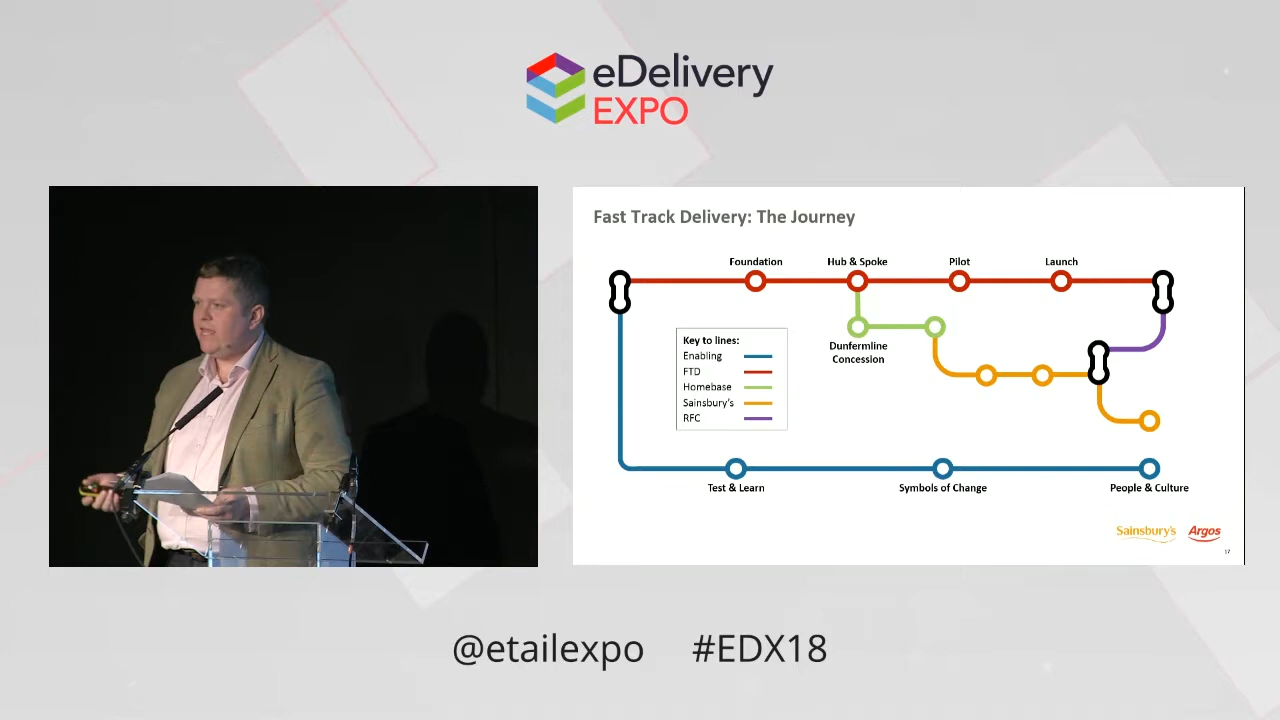 eDelivery
EXPO
Fast Track Delivery: The Journey
Foundation
Hub & Spoke
Pilot
Launch
Dunfermline
Concession
Key to lines:
Enabling
FTD
Homebase
Sainsbury's
RFC
Test & Learn
Symbols of Change
People & Culture
Sainsbury's
Argos
17
@etailexpo #EDX18